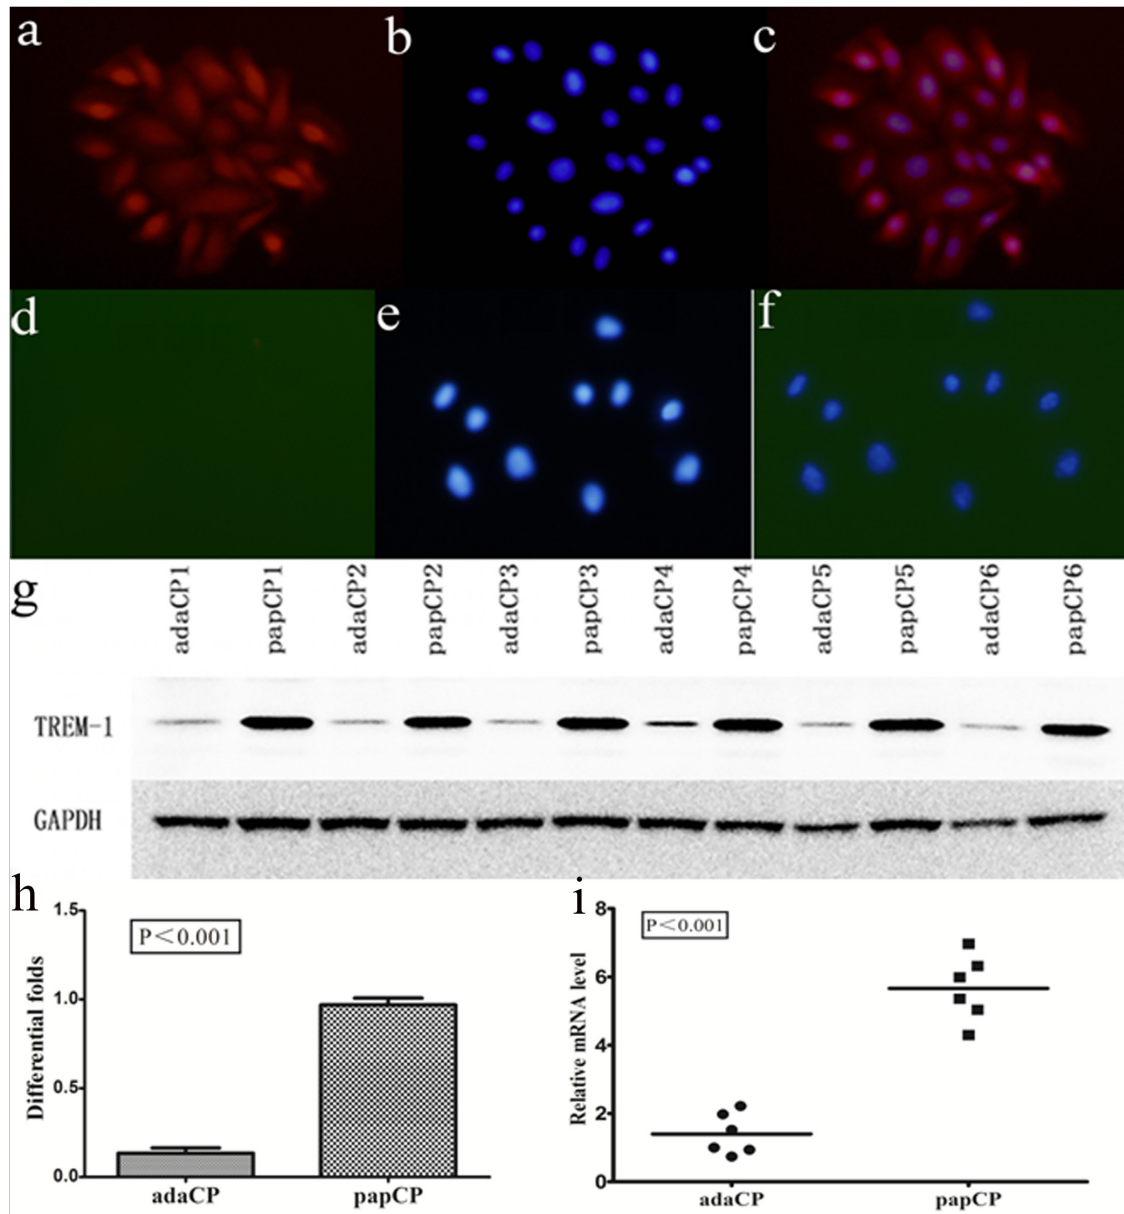 a b c
d e f
g adaCP1 papCP1 adaCP2 papCP2 adaCP3 papCP3 adaCP4 papCP4 adaCP5 papCP5 adaCP6 papCP6
TREM-1
GAPDH
h
Differential folds
1.5
1.0
0.5
0.0
P<0.001
adaCP papCP
i
Relative mRNA level
8
6
4
2
0
P<0.001
adaCP papCP